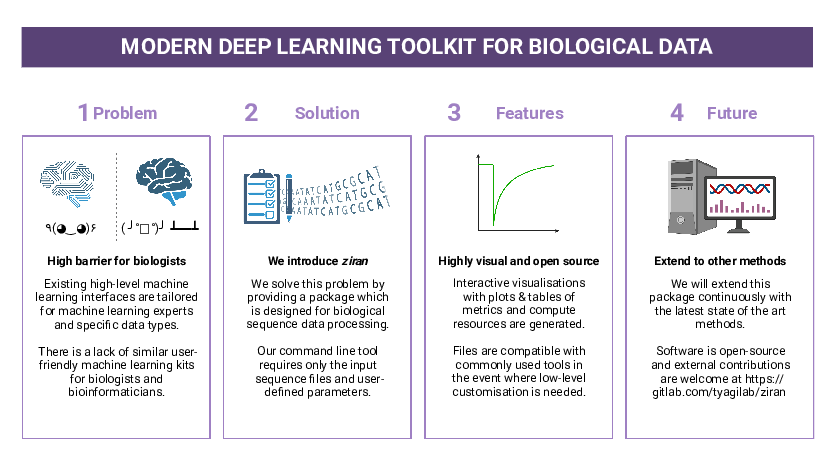 MODERN DEEP LEARNING TOOLKIT FOR BIOLOGICAL DATA
1 Problem
٩(◕‿◕)۶
(╯°□°)╯ ┻━┻
High barrier for biologists
Existing high-level machine
learning interfaces are tailored
for machine learning experts
and specific data types.
There is a lack of similar user-
friendly machine learning kits
for biologists and
bioinformaticians.
2 Solution
We introduce ziran
We solve this problem by
providing a package which
is designed for biological
sequence data processing.
Our command line tool
requires only the input
sequence files and user-
defined parameters.
3 Features
Highly visual and open source
Interactive visualisations
with plots & tables of
metrics and compute
resources are generated.
Files are compatible with
commonly used tools in
the event where low-level
customisation is needed.
4 Future
Extend to other methods
We will extend this
package continuously with
the latest state of the art
methods.
Software is open-source
and external contributions
are welcome at https://
gitlab.com/tyagilab/ziran